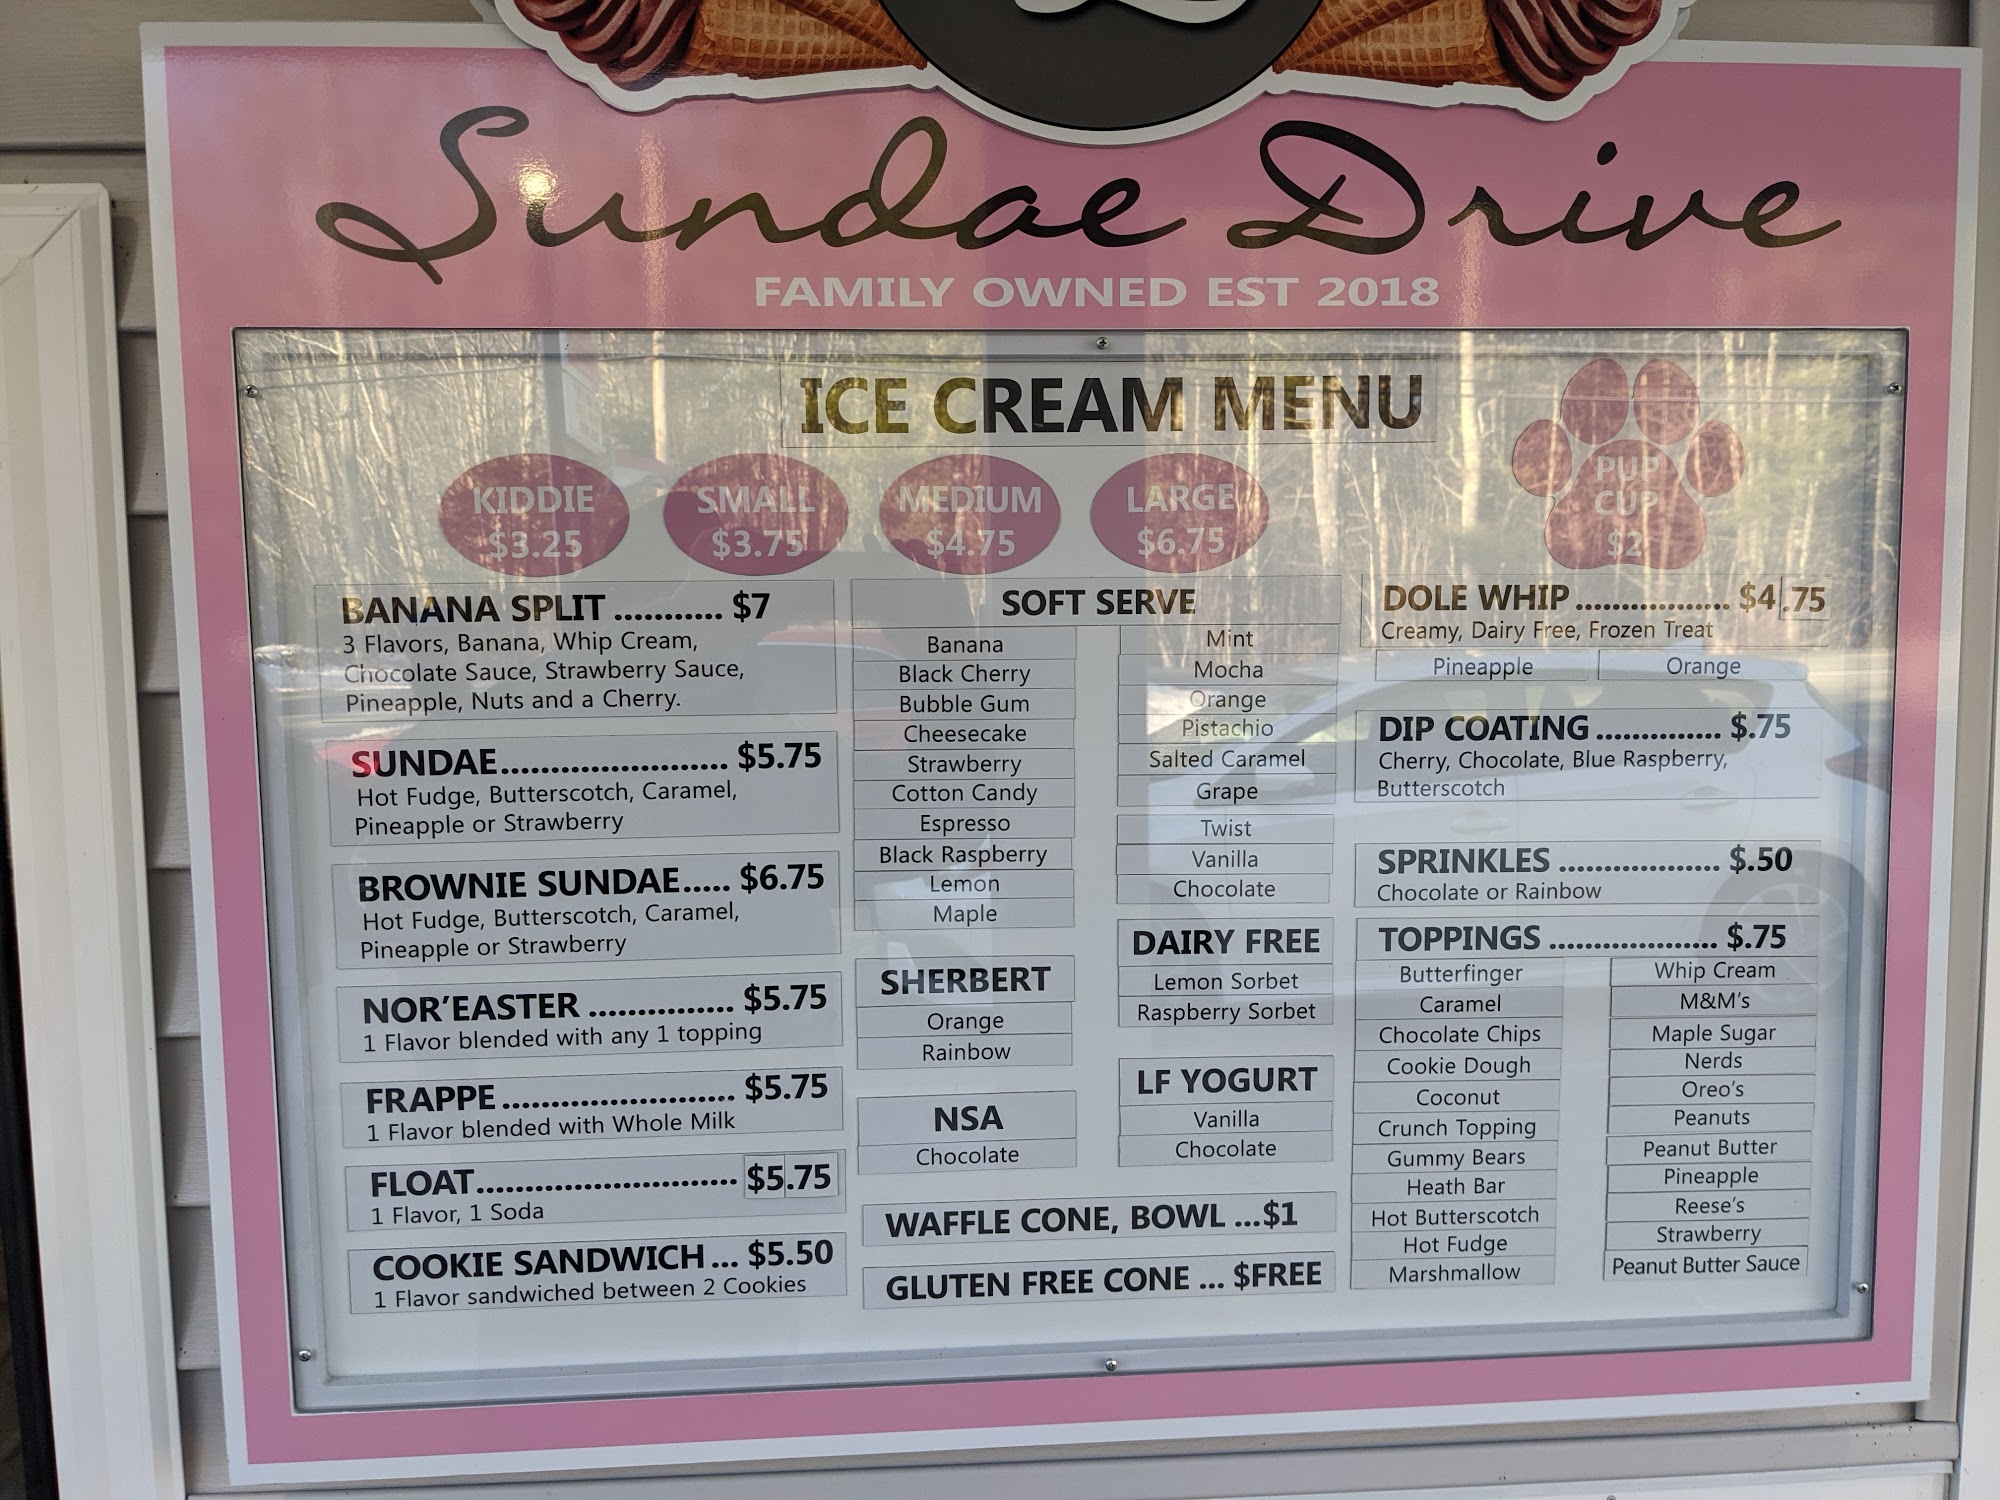 Sundae Drive
FAMILY OWNED EST 2018
ICE CREAM MENU
KIDDIE
$3.25
SMALL
$3.75
MEDIUM
$4.75
LARGE
$6.75
PUP
CUP
$2
BANANA SPLIT ........... $7
3 Flavors, Banana, Whip Cream,
Chocolate Sauce, Strawberry Sauce,
Pineapple, Nuts and a Cherry.
SUNDAE....................... $5.75
Hot Fudge, Butterscotch, Caramel,
Pineapple or Strawberry
BROWNIE SUNDAE..... $6.75
Hot Fudge, Butterscotch, Caramel,
Pineapple or Strawberry
NOR'EASTER .............. $5.75
1 Flavor blended with any 1 topping
FRAPPE ....................... $5.75
1 Flavor blended with Whole Milk
FLOAT.......................... $5.75
1 Flavor, 1 Soda
COOKIE SANDWICH ... $5.50
1 Flavor sandwiched between 2 Cookies
SOFT SERVE
Banana
Black Cherry
Bubble Gum
Cheesecake
Strawberry
Cotton Candy
Espresso
Black Raspberry
Lemon
Maple
Mint
Mocha
Orange
Pistachio
Salted Caramel
Grape
Twist
Vanilla
Chocolate
SHERBERT
Orange
Rainbow
NSA
Chocolate
DAIRY FREE
Lemon Sorbet
Raspberry Sorbet
LF YOGURT
Vanilla
Chocolate
WAFFLE CONE, BOWL ...$1
GLUTEN FREE CONE ... $FREE
DOLE WHIP ................. $4.75
Creamy, Dairy Free, Frozen Treat
Pineapple
Orange
DIP COATING .............. $.75
Cherry, Chocolate, Blue Raspberry,
Butterscotch
SPRINKLES .................. $.50
Chocolate or Rainbow
TOPPINGS ................... $.75
Butterfinger
Caramel
Chocolate Chips
Cookie Dough
Coconut
Crunch Topping
Gummy Bears
Heath Bar
Hot Butterscotch
Hot Fudge
Marshmallow
Whip Cream
M&M's
Maple Sugar
Nerds
Oreo's
Peanuts
Peanut Butter
Pineapple
Reese's
Strawberry
Peanut Butter Sauce